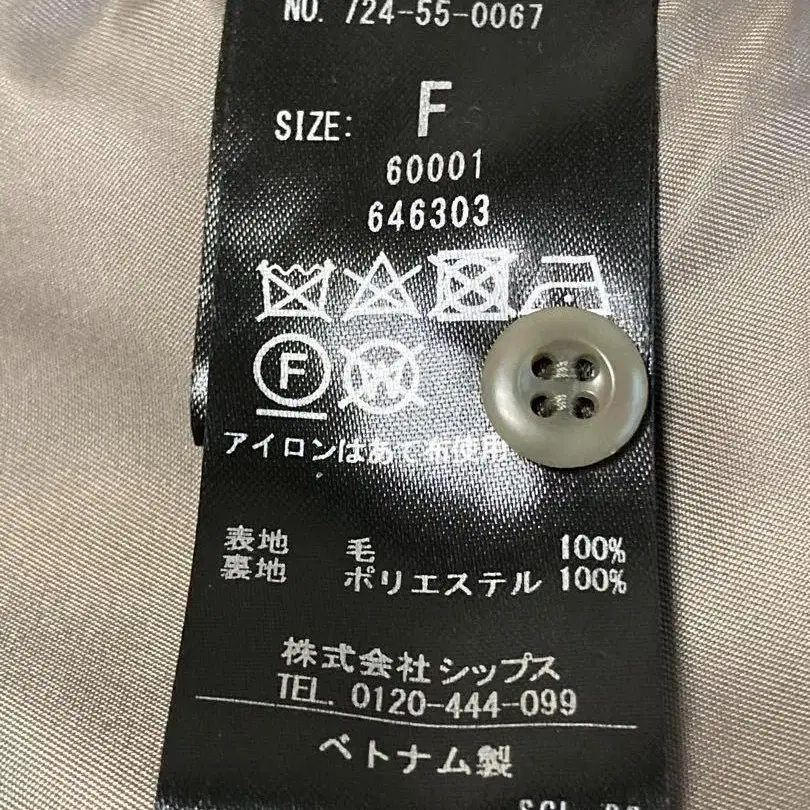 NO. 724-55-0067
SIZE: F
60001
646303
F W
アイロンはあて布使用
表地 毛 100%
裏地 ポリエステル 100%
株式会社シップス
TEL. 0120-444-099
ベトナム製